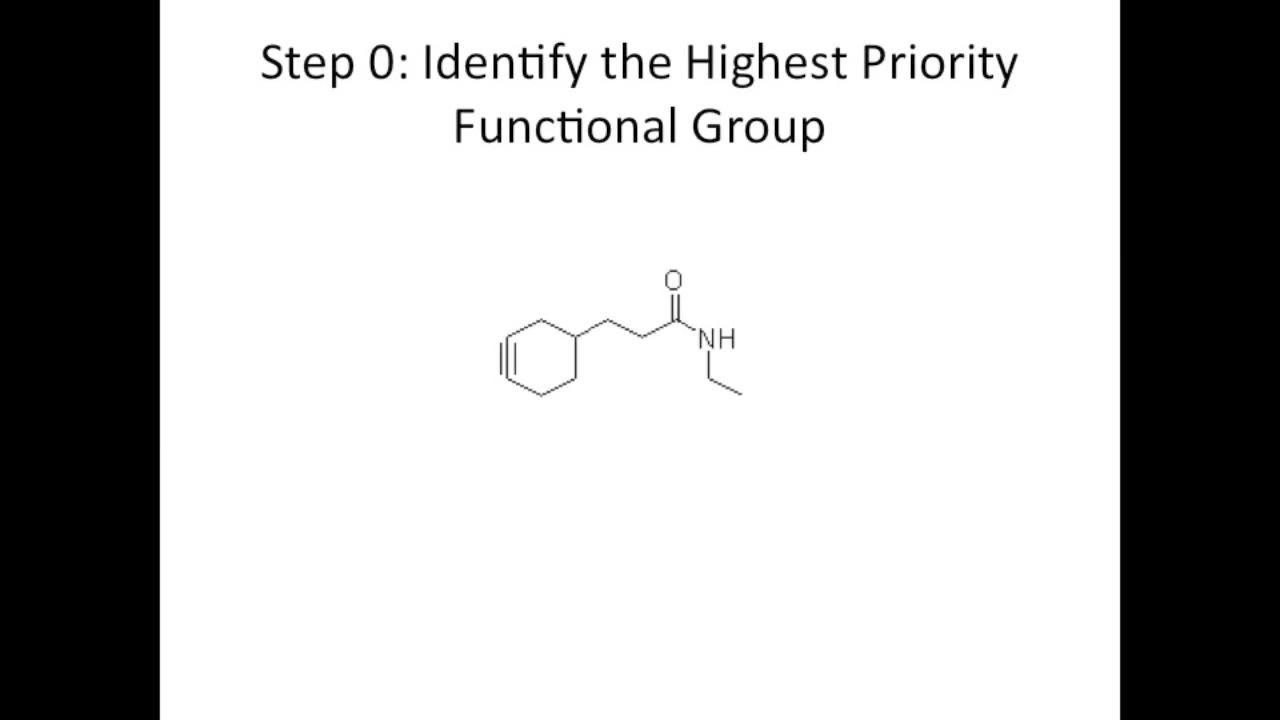 Step 0: Identify the Highest Priority
Functional Group
O
NH